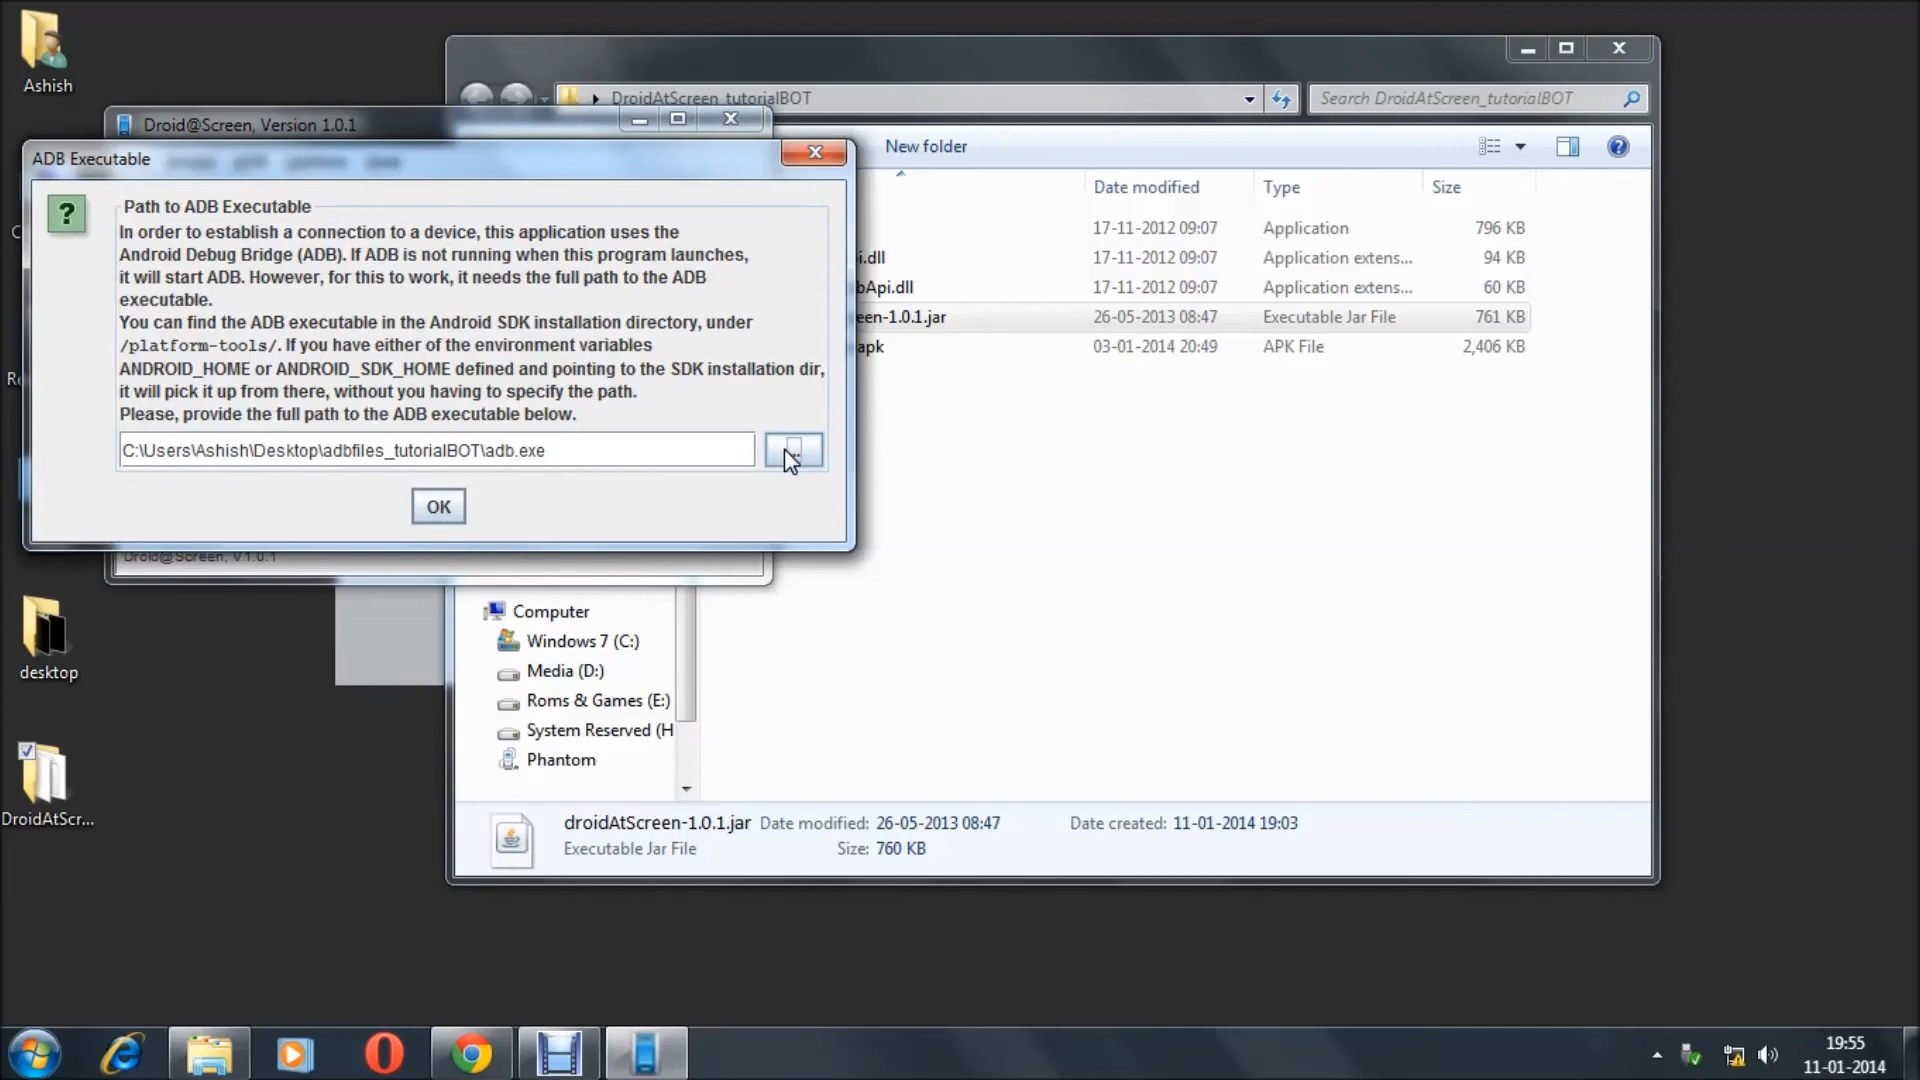 Ashish
DroidAtScreen_tutorialBOT
Search DroidAtScreen_tutorialBOT
Droid@Screen, Version 1.0.1
ADB Executable
New folder
Date modified
Type
Size
Path to ADB Executable
In order to establish a connection to a device, this application uses the
Android Debug Bridge (ADB). If ADB is not running when this program launches,
it will start ADB. However, for this to work, it needs the full path to the ADB
executable.
You can find the ADB executable in the Android SDK installation directory, under
/platform-tools/. If you have either of the environment variables
ANDROID_HOME or ANDROID_SDK_HOME defined and pointing to the SDK installation dir,
it will pick it up from there, without you having to specify the path.
Please, provide the full path to the ADB executable below.
C:\Users\Ashish\Desktop\adbfiles_tutorialBOT\adb.exe
OK
17-11-2012 09:07 Application 796 KB
i.dll 17-11-2012 09:07 Application extens... 94 KB
bApi.dll 17-11-2012 09:07 Application extens... 60 KB
een-1.0.1.jar 26-05-2013 08:47 Executable Jar File 761 KB
apk 03-01-2014 20:49 APK File 2,406 KB
Droid@Screen, V1.0.1
Computer
Windows 7 (C:)
Media (D:)
Roms & Games (E:)
System Reserved (H
Phantom
desktop
DroidAtScr...
droidAtScreen-1.0.1.jar Date modified: 26-05-2013 08:47 Date created: 11-01-2014 19:03
Executable Jar File Size: 760 KB
19:55
11-01-2014